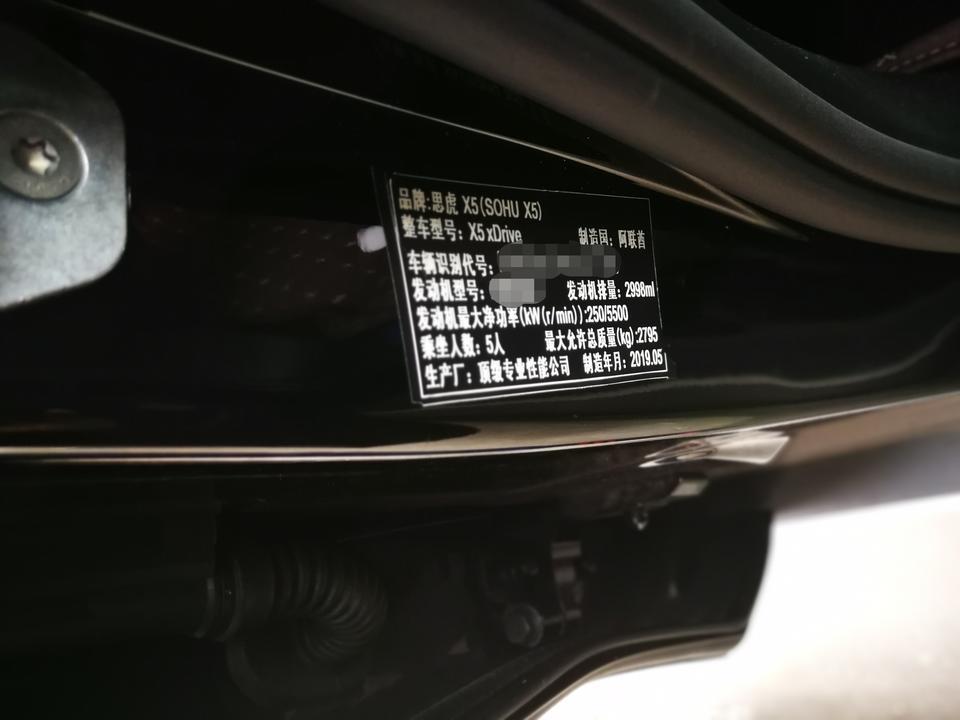 品牌:思虎 X5(SOHU X5)
整车型号: X5 xDrive 制造国: 阿联酋
车辆识别代号:
发动机型号: 发动机排量: 2998ml
发动机最大净功率(kW(r/min)):250/5500
乘坐人数: 5人 最大允许总质量(kg):2795
生产厂: 顶级专业性能公司 制造年月: 2019.05